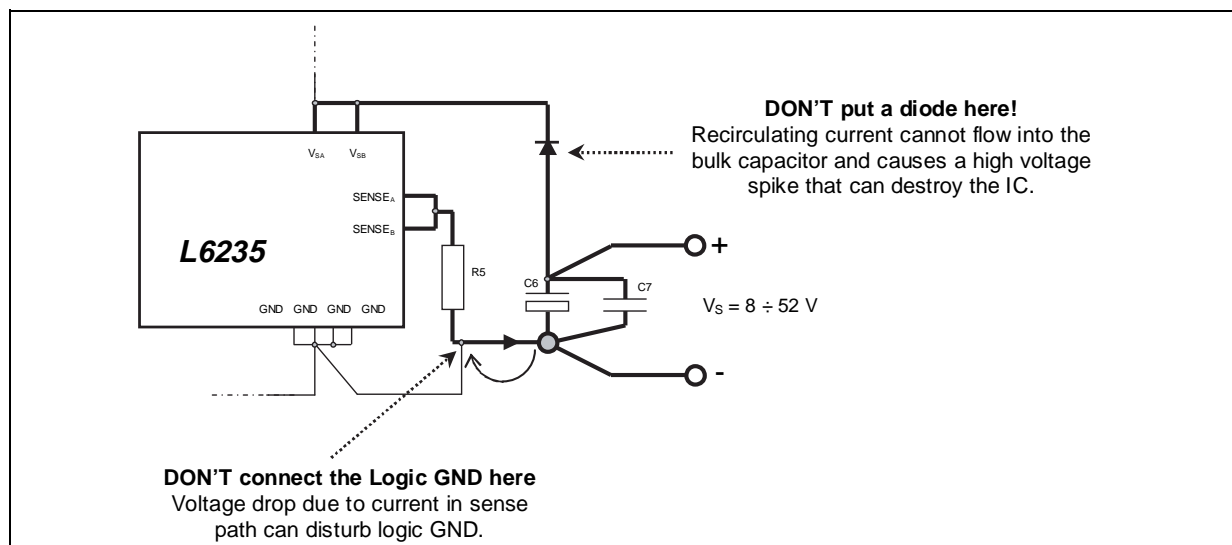 DON'T put a diode here!
Recirculating current cannot flow into the
bulk capacitor and causes a high voltage
spike that can destroy the IC.
VSA VSB
SENSEA
SENSEB
L6235
R5
C6
C7
+
VS = 8 ÷ 52 V
GND GND GND GND
-
DON'T connect the Logic GND here
Voltage drop due to current in sense
path can disturb logic GND.